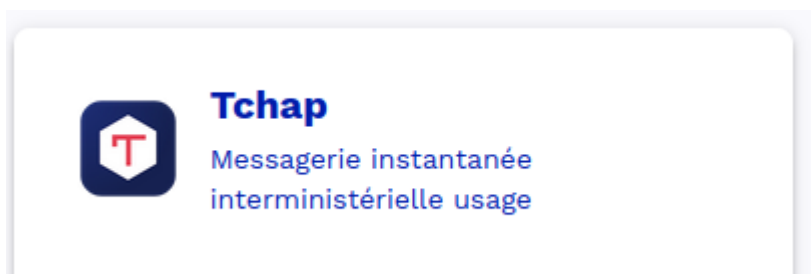 Tchap
Messagerie instantanée
interministérielle usage